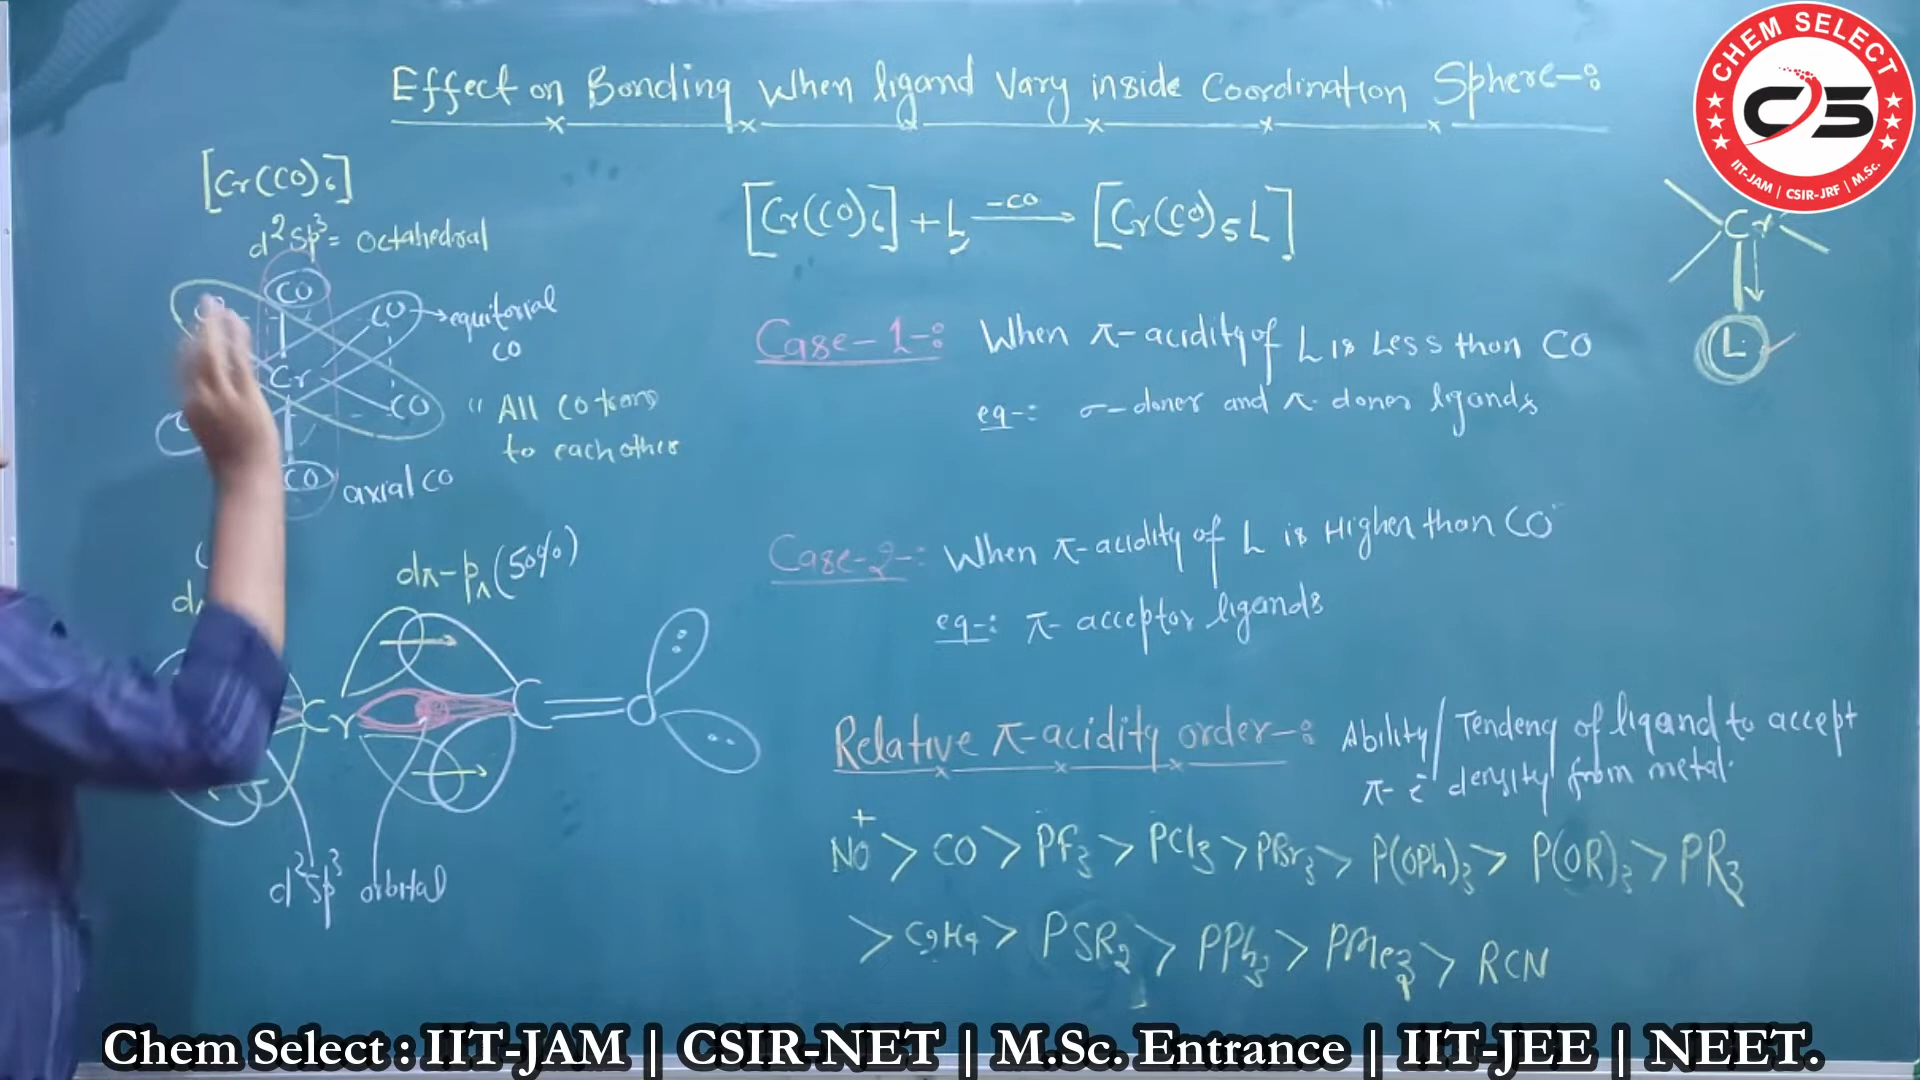 Effect on Bonding When ligand Vary inside Coordination Sphere-:
[Cr(CO)6]
d²sp³ = Octahedral
CO
CO
equitorial
CO
Cr
CO
CO
axial CO
" All CO trans
to each other
dπ-pπ(50%)
Cr C O
d²sp³ orbital
[Cr(CO)6] + L -CO [Cr(CO)5L]
Case-1-: When π-acidity of L is Less than CO
eg-: σ-doner and π-doner ligands
Case-2-: When π-acidity of L is Higher than CO
eg-: π-acceptor ligands
Relative π-acidity order-: Ability/Tendeny of ligand to accept
π-ē density from metal.
NO⁺ > CO > PF3 > PCl3 > PBr3 > P(OPh)3 > P(OR)3 > PR3
> C2H4 > PSR2 > PPh3 > PMe3 > RCN
Cr
L
CHEM SELECT
CS
IIT-JAM | CSIR-JRF | M.Sc.
Chem Select : IIT-JAM | CSIR-NET | M.Sc. Entrance | IIT-JEE | NEET.